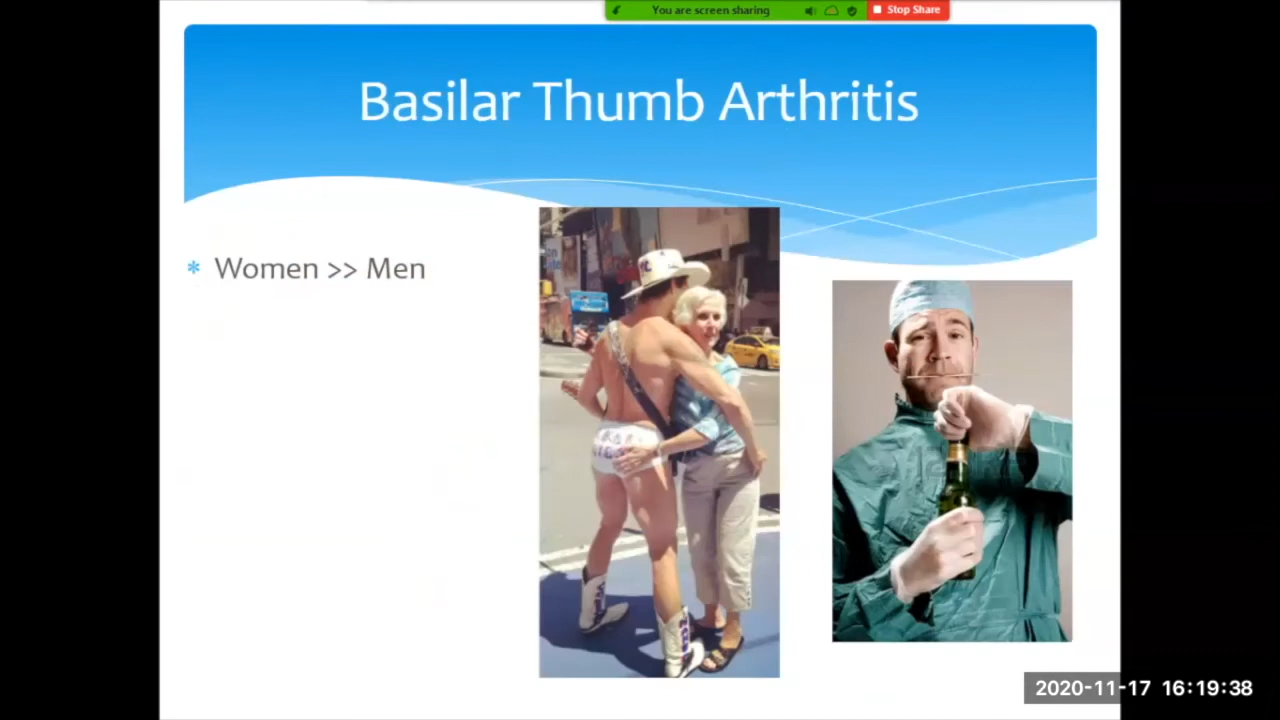 You are screen sharing
Stop Share
Basilar Thumb Arthritis
* Women >> Men
2020-11-17 16:19:38